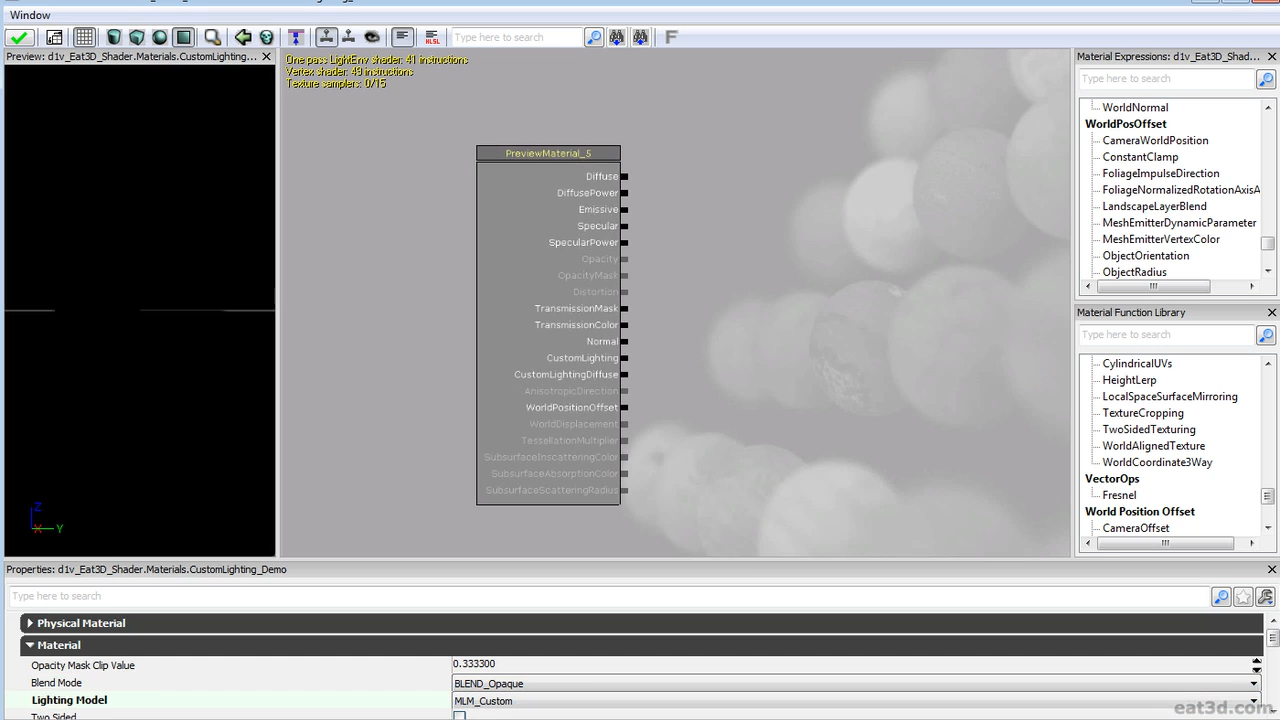 Window
HLSL
Type here to search
F
Preview: d1v_Eat3D_Shader.Materials.CustomLighting...
Z
X
Y
One pass LightEnv shader: 41 instructions
Vertex shader: 43 instructions
Texture samplers: 0/15
PreviewMaterial_5
Diffuse
DiffusePower
Emissive
Specular
SpecularPower
Opacity
OpacityMask
Distortion
TransmissionMask
TransmissionColor
Normal
CustomLighting
CustomLightingDiffuse
AnisotropicDirection
WorldPositionOffset
WorldDisplacement
TessellationMultiplier
SubsurfaceInscatteringColor
SubsurfaceAbsorptionColor
SubsurfaceScatteringRadius
Material Expressions: d1v_Eat3D_Shad...
Type here to search
WorldNormal
WorldPosOffset
CameraWorldPosition
ConstantClamp
FoliageImpulseDirection
FoliageNormalizedRotationAxisA
LandscapeLayerBlend
MeshEmitterDynamicParameter
MeshEmitterVertexColor
ObjectOrientation
ObjectRadius
Material Function Library
Type here to search
CylindricalUVs
HeightLerp
LocalSpaceSurfaceMirroring
TextureCropping
TwoSidedTexturing
WorldAlignedTexture
WorldCoordinate3Way
VectorOps
Fresnel
World Position Offset
CameraOffset
Properties: d1v_Eat3D_Shader.Materials.CustomLighting_Demo
Type here to search
Physical Material
Material
Opacity Mask Clip Value 0.333300
Blend Mode BLEND_Opaque
Lighting Model MLM_Custom
Two Sided
eat3d.com